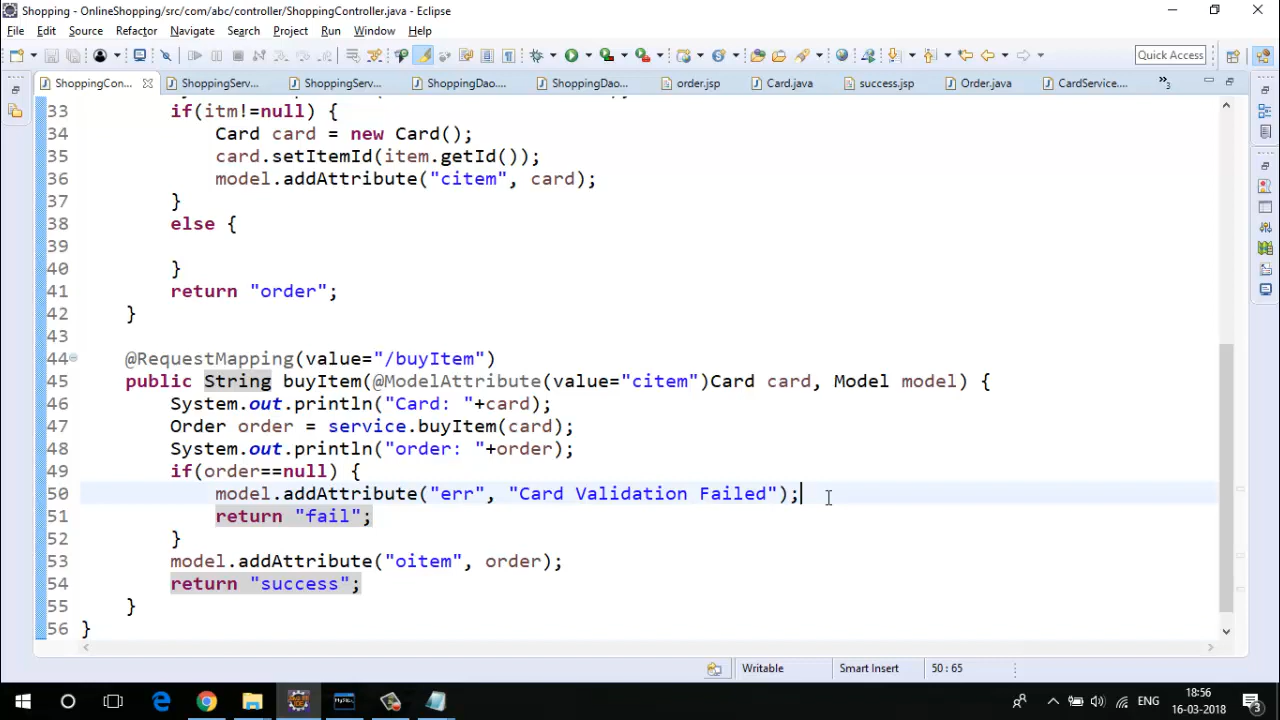 Shopping - OnlineShopping/src/com/abc/controller/ShoppingController.java - Eclipse
File Edit Source Refactor Navigate Search Project Run Window Help
Quick Access
ShoppingCon... ShoppingServ... ShoppingServ... ShoppingDao.... ShoppingDao... order.jsp Card.java success.jsp Order.java CardService.... »3
33 if(itm!=null) {
34 Card card = new Card();
35 card.setItemId(item.getId());
36 model.addAttribute("citem", card);
37 }
38 else {
39
40 }
41 return "order";
42 }
43
44 @RequestMapping(value="/buyItem")
45 public String buyItem(@ModelAttribute(value="citem")Card card, Model model) {
46 System.out.println("Card: "+card);
47 Order order = service.buyItem(card);
48 System.out.println("order: "+order);
49 if(order==null) {
50 model.addAttribute("err", "Card Validation Failed");
51 return "fail";
52 }
53 model.addAttribute("oitem", order);
54 return "success";
55 }
56 }
Writable Smart Insert 50 : 65
ENG 18:56
16-03-2018 3